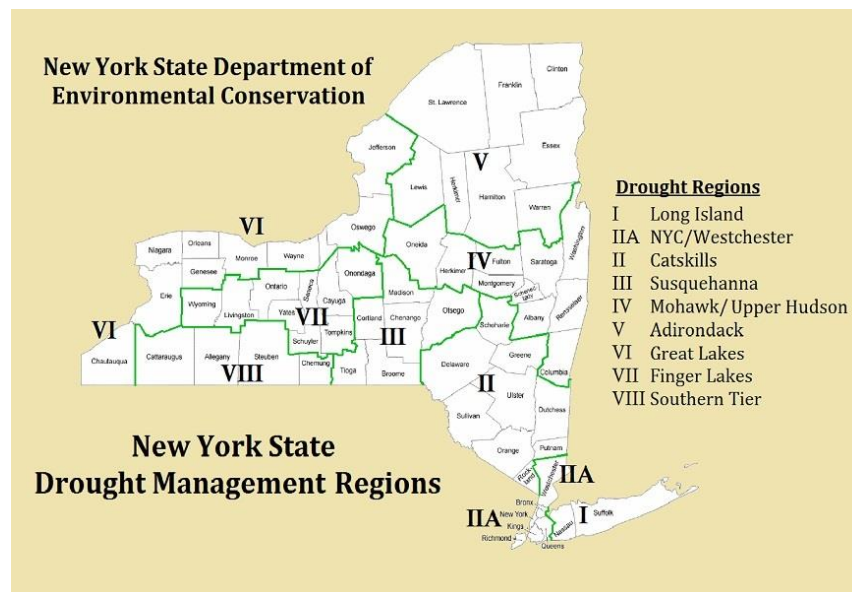 New York State Department of
Environmental Conservation
Clinton
Franklin
St. Lawrence
Essex
Jefferson
V
Lewis
Herkimer
Hamilton
Warren
Drought Regions
I Long Island
IIA NYC/Westchester
II Catskills
III Susquehanna
IV Mohawk/Upper Hudson
V Adirondack
VI Great Lakes
VII Finger Lakes
VIII Southern Tier
VI
Oswego
Oneida
Washington
Niagara
Orleans
Monroe
Wayne
Genesee
Onondaga
Madison
Herkimer
IV
Fulton
Saratoga
Montgomery
Schenec-
tady
Erie
Wyoming
Livingston
Ontario
Yates
Seneca
Cayuga
VII
Cortland
Chenango
Otsego
Schoharie
Albany
Rensselaer
VI
Chautauqua
Cattaraugus
Allegany
Steuben
VIII
Schuyler
Chemung
Tompkins
Tioga
III
Broome
Delaware
Greene
Columbia
II
Ulster
Sullivan
Dutchess
Orange
Putnam
Rock-
land
Westchester
IIA
New York State
Drought Management Regions
IIA
Bronx
New York
Kings
Richmond
Queens
Nassau
I
Suffolk